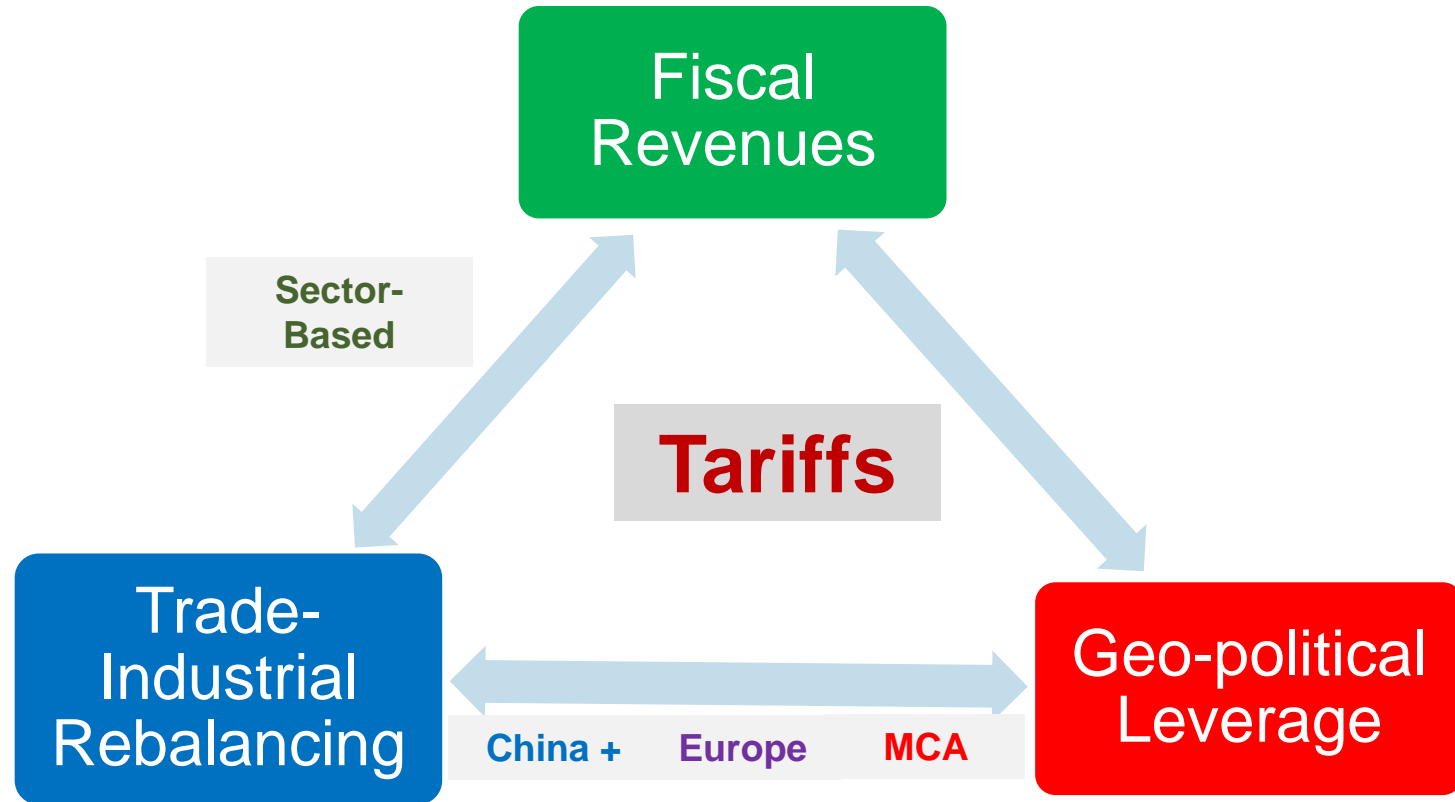 Fiscal
Revenues
Sector-
Based
Tariffs
Trade-
Industrial
Rebalancing
Geo-political
Leverage
China + Europe MCA